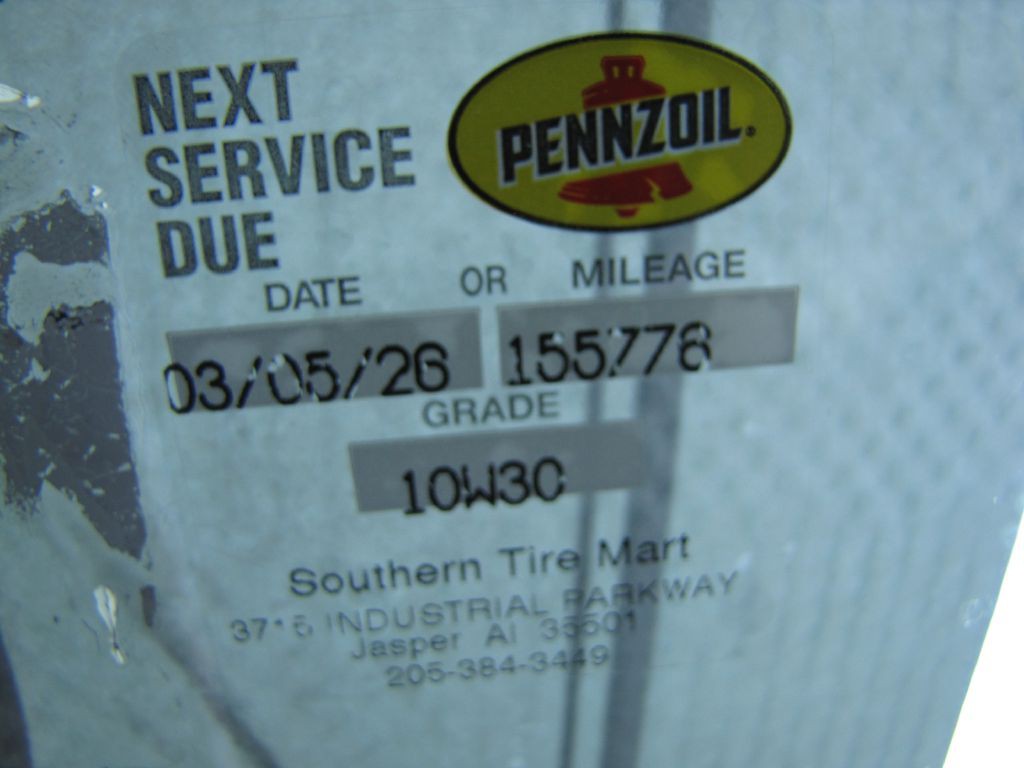 NEXT
SERVICE
DUE
PENNZOIL®
DATE OR MILEAGE
03/05/26 155778
GRADE
10W30
Southern Tire Mart
INDUSTRIAL PARKWAY
Jasper Al 35501
205-384-3449